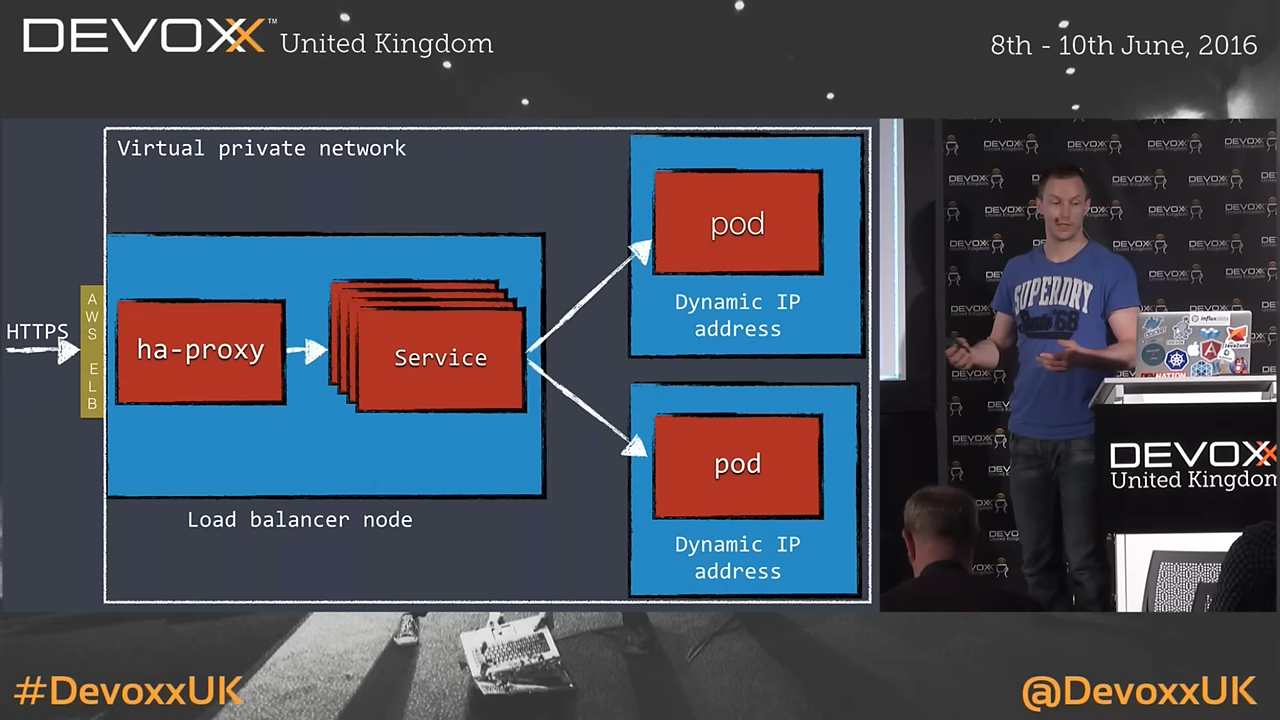 DEVOXX™ United Kingdom
8th - 10th June, 2016
Virtual private network
HTTPS
AWS ELB
ha-proxy
Service
Load balancer node
pod
Dynamic IP
address
pod
Dynamic IP
address
SUPERDRY
DEVOXX
United Kingdom
#DevoxxUK
@DevoxxUK